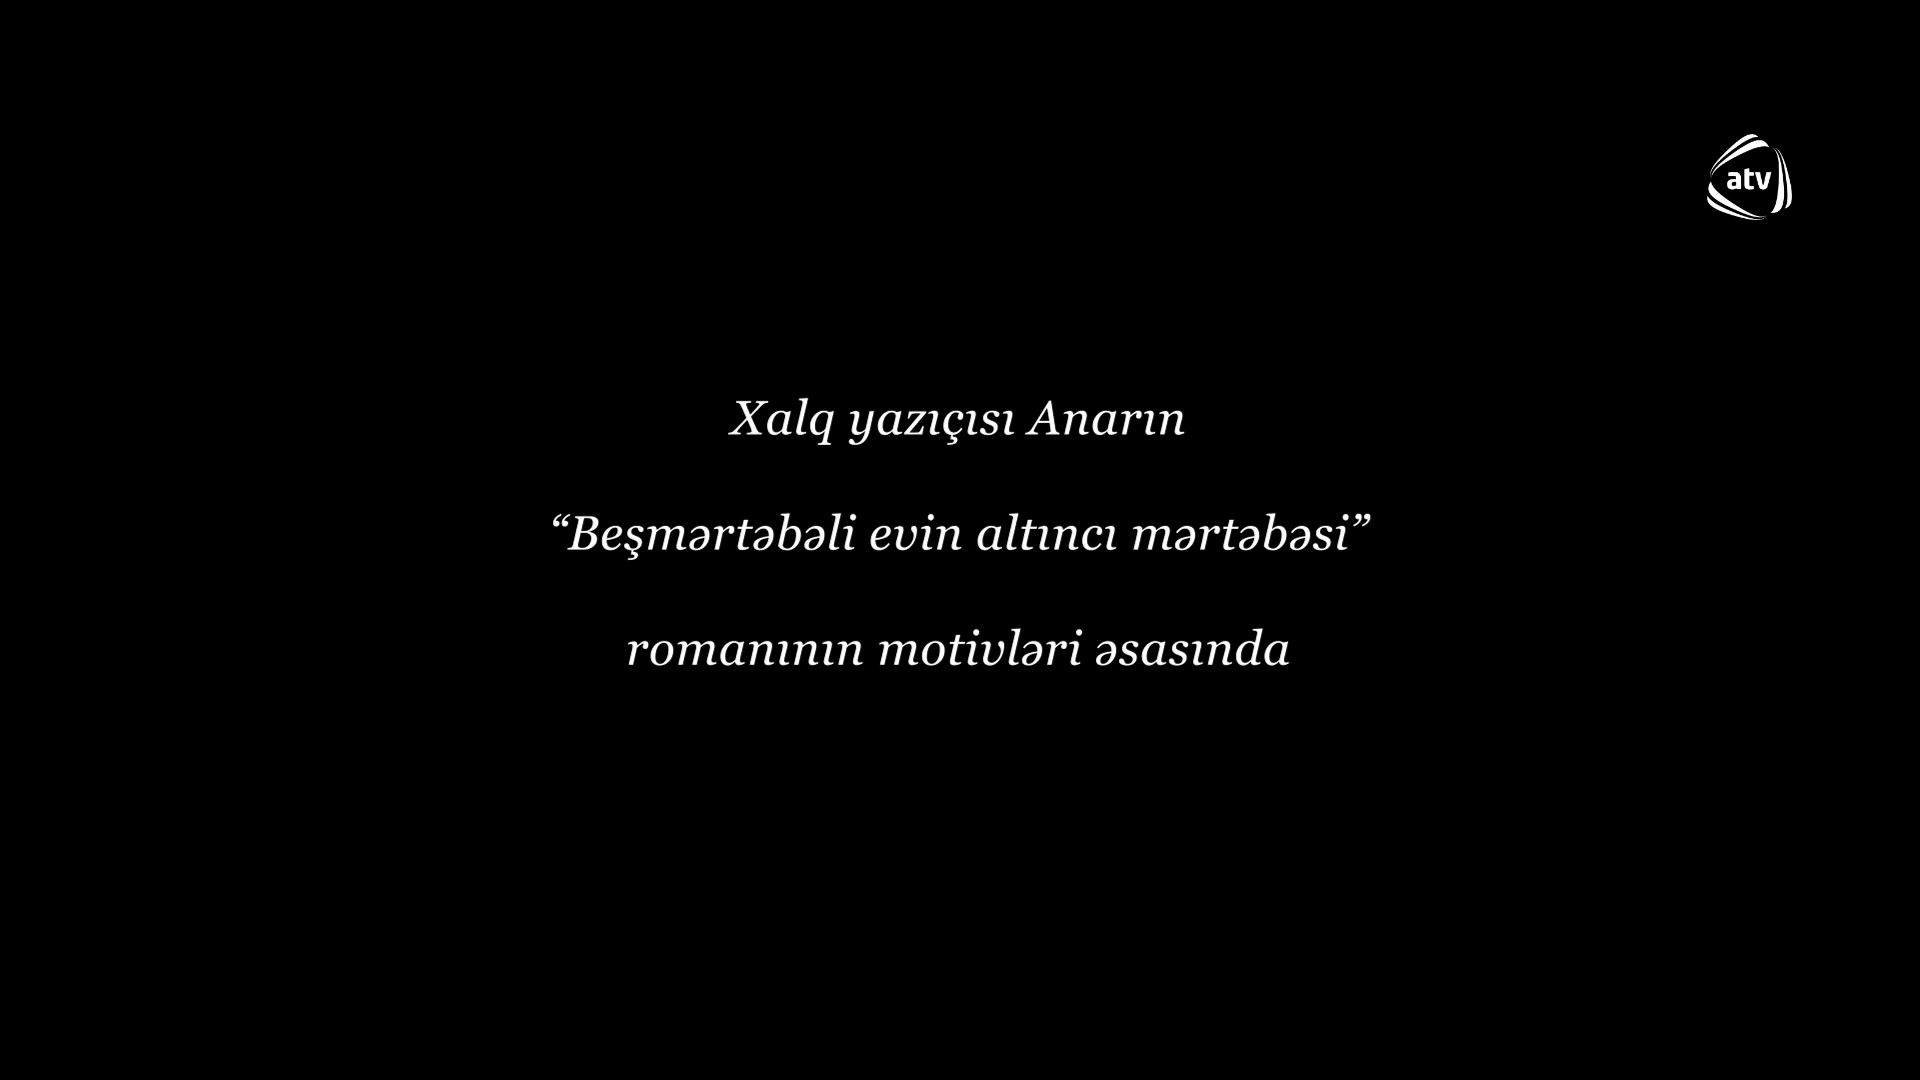 atv
Xalq yazıçısı Anarın
“Beşmərtəbəli evin altıncı mərtəbəsi”
romanının motivləri əsasında